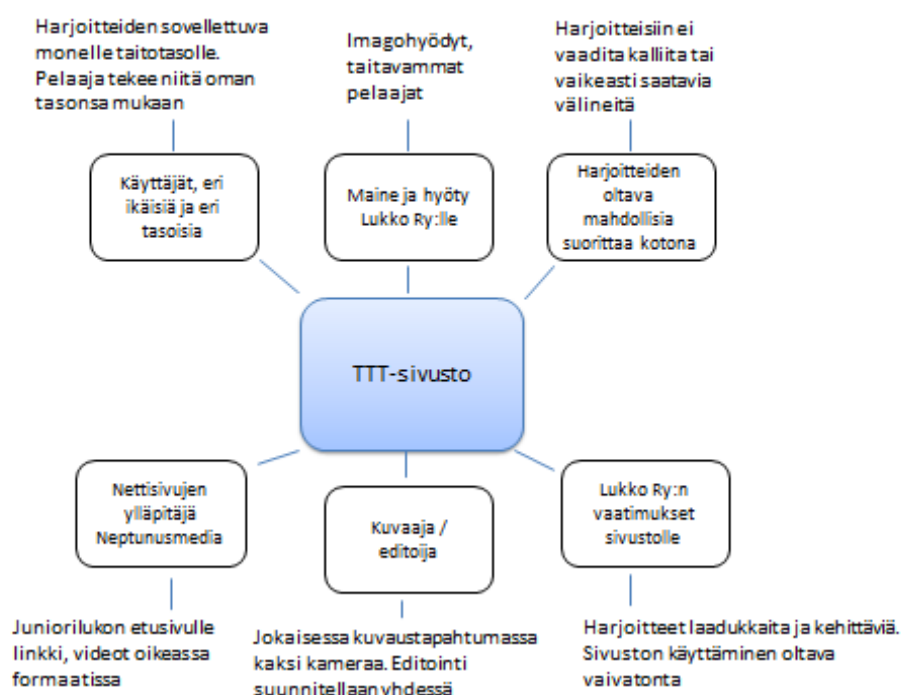 Harjoitteiden sovellettuva
monelle taitotasolle.
Pelaaja tekee niitä oman
tasonsa mukaan
Imagohyödyt,
taitavammat
pelaajat
Harjoitteisiin ei
vaadita kalliita tai
vaikeasti saatavia
välineitä
Käyttäjät, eri
ikäisiä ja eri
tasoisia
Maine ja hyöty
Lukko Ry:lle
Harjoitteiden
oltava
mahdollisia
suorittaa kotona
TTT-sivusto
Nettisivujen
ylläpitäjä
Neptunusmedia
Kuvaaja /
editoija
Lukko Ry:n
vaatimukset
sivustolle
Juniorilukon etusivulle
linkki, videot oikeassa
formaatissa
Jokaisessa kuvaustapahtumassa
kaksi kameraa. Editointi
suunnitellaan yhdessä
Harjoitteet laadukkaita ja kehittäviä.
Sivuston käyttäminen oltava
vaivatonta